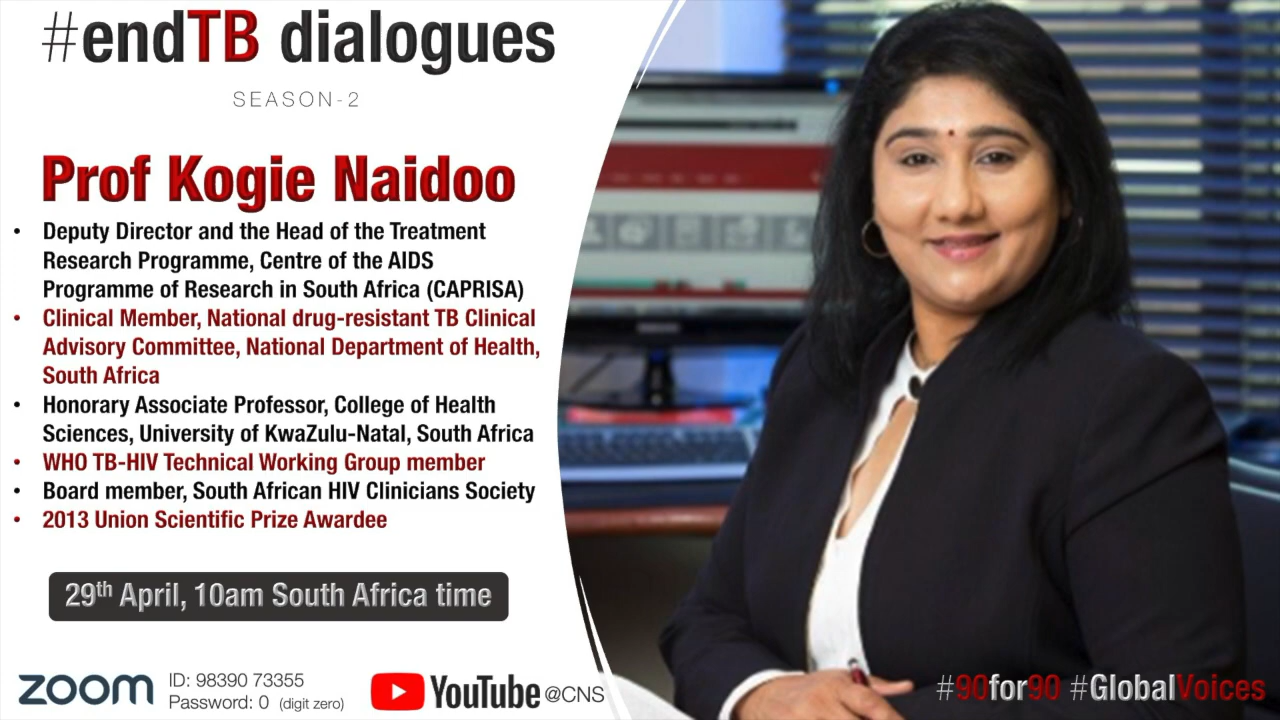 #endTB dialogues
SEASON-2
Prof Kogie Naidoo
• Deputy Director and the Head of the Treatment
Research Programme, Centre of the AIDS
Programme of Research in South Africa (CAPRISA)
• Clinical Member, National drug-resistant TB Clinical
Advisory Committee, National Department of Health,
South Africa
• Honorary Associate Professor, College of Health
Sciences, University of KwaZulu-Natal, South Africa
• WHO TB-HIV Technical Working Group member
• Board member, South African HIV Clinicians Society
• 2013 Union Scientific Prize Awardee
29th April, 10am South Africa time
zoom
ID: 98390 73355
Password: 0 (digit zero)
YouTube @CNS
#90for90 #GlobalVoices